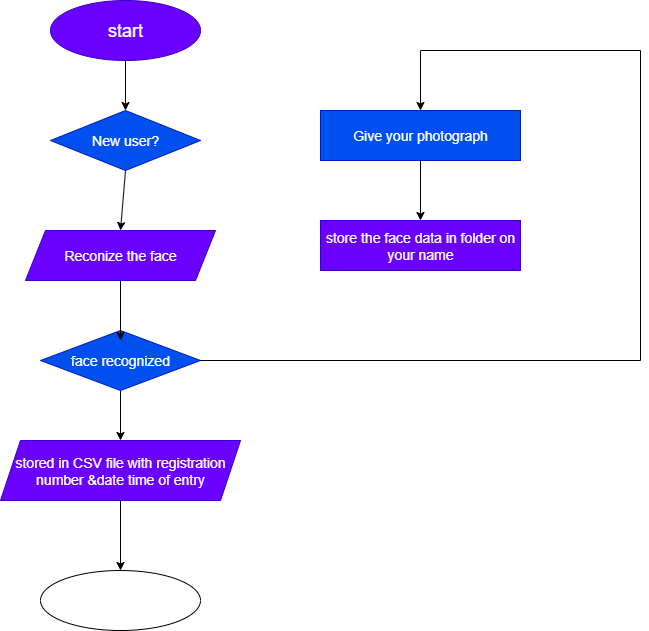 start
New user?
Give your photograph
store the face data in folder on
your name
Reconize the face
face recognized
stored in CSV file with registration
number &date time of entry